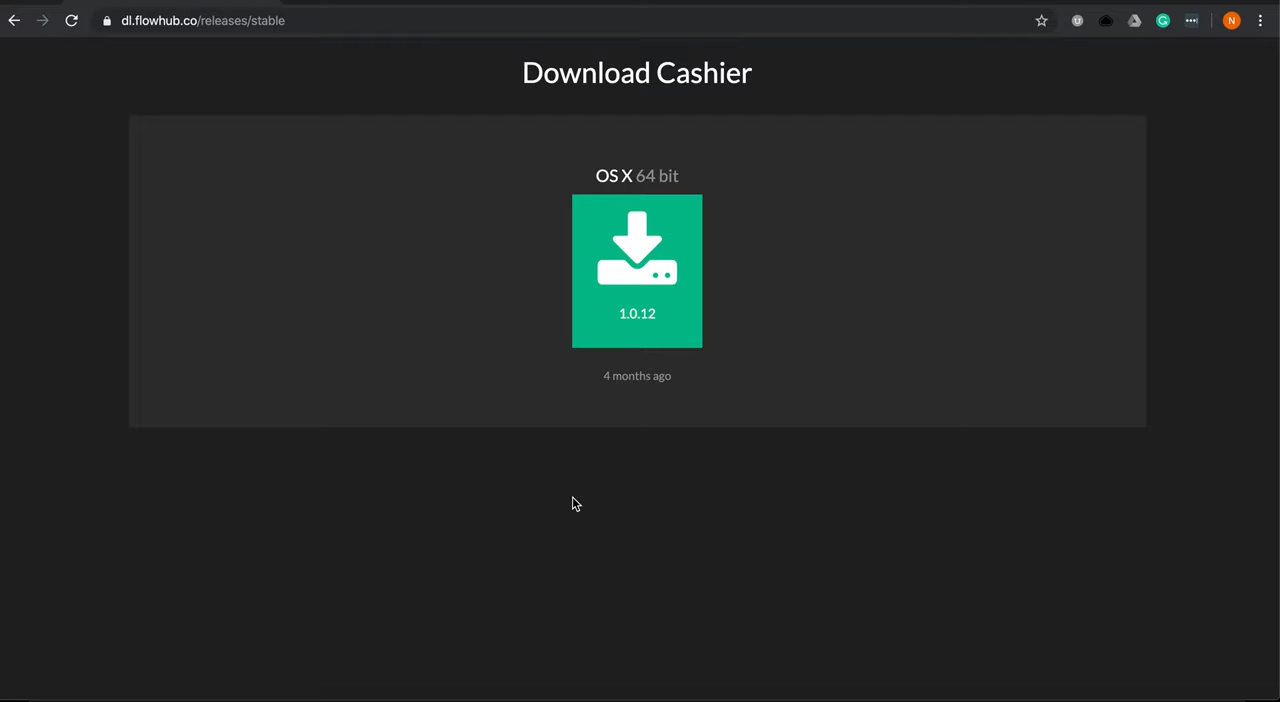 dl.flowhub.co/releases/stable
N
Download Cashier
OS X 64 bit
1.0.12
4 months ago